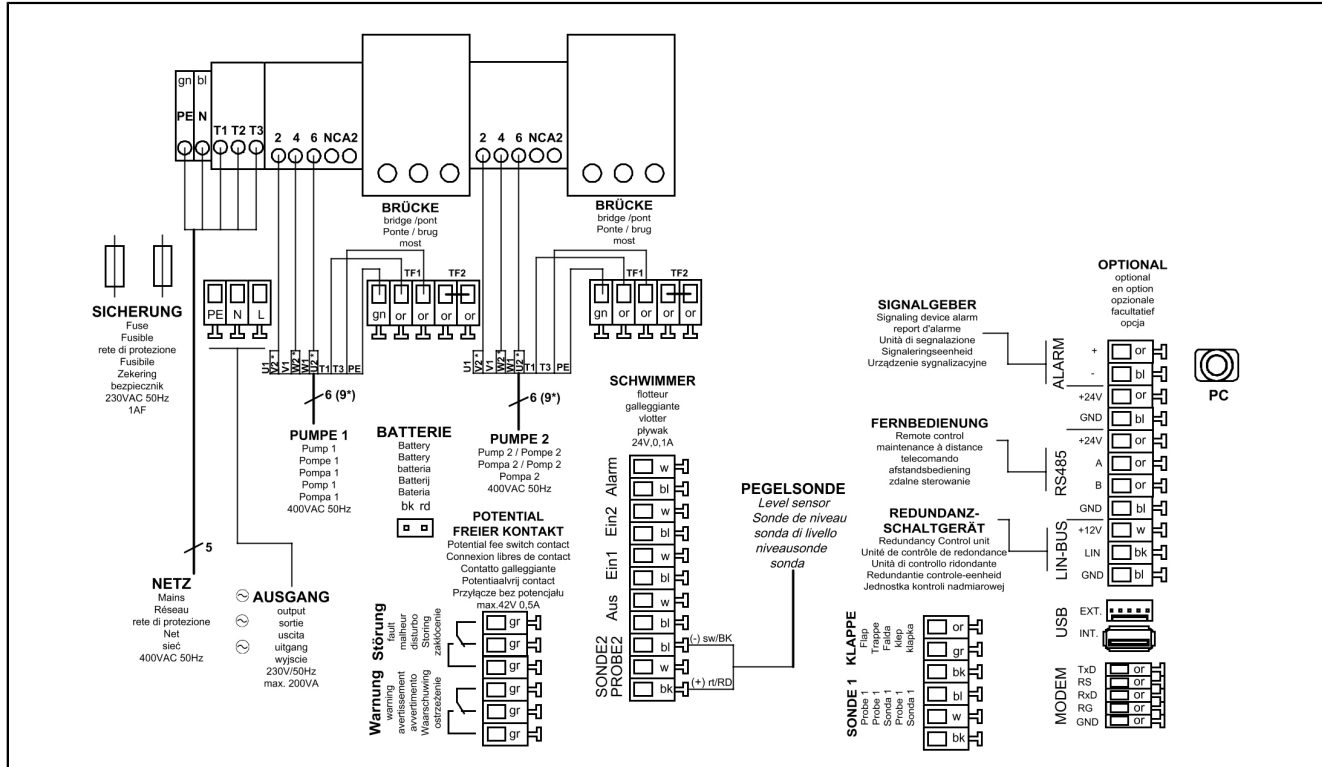 gn bl
PE N
T1 T2 T3
2 4 6 NCA2
2 4 6 NCA2
BRÜCKE
bridge /pont
Ponte / brug
most
BRÜCKE
bridge /pont
Ponte / brug
most
SICHERUNG
Fuse
Fusible
rete di protezione
Fusibile
Zekering
bezpiecznik
230VAC 50Hz
1AF
PE N L
TF1 TF2
gn or or or or
TF1 TF2
gn or or or or
U1 V2* V1 W2* W1 U2* T1 T3 PE
6 (9*)
U1 V2* V1 W2* W1 U2* T1 T3 PE
6 (9*)
PUMPE 1
Pump 1
Pompe 1
Pompa 1
Pomp 1
Pompa 1
400VAC 50Hz
BATTERIE
Battery
Battery
batteria
Batterij
Bateria
bk rd
PUMPE 2
Pump 2 / Pompe 2
Pompa 2 / Pomp 2
Pompa 2
400VAC 50Hz
5
NETZ
Mains
Réseau
rete di protezione
Net
sieć
400VAC 50Hz
AUSGANG
output
sortie
uscita
uitgang
wyjscie
230V/50Hz
max. 200VA
POTENTIAL
FREIER KONTAKT
Potential fee switch contact
Connexion libres de contact
Contatto galleggiante
Potentiaalvrij contact
Przyłącze bez potencjału
max.42V 0,5A
Störung
fault
malheur
disturbo
Storing
zakłócenie
gr
gr
gr
Warnung
warning
avertissement
avvertimento
Waarschuwing
ostrzeżenie
gr
gr
gr
SCHWIMMER
flotteur
galleggiante
vlotter
pływak
24V,0,1A
Alarm
w
bl
Ein2
w
bl
Ein1
w
bl
Aus
w
bl
SONDE2
PROBE2
bl
w
bk
(-) sw/BK
(+) rt/RD
PEGELSONDE
Level sensor
Sonde de niveau
sonda di livello
niveausonde
sonda
SIGNALGEBER
Signaling device alarm
report d'alarme
Unità di segnalazione
Signaleringseenheid
Urządzenie sygnalizacyjne
FERNBEDIENUNG
Remote control
maintenance à distance
telecomando
afstandsbediening
zdalne sterowanie
REDUNDANZ-
SCHALTGERÄT
Redundancy Control unit
Unité de contrôle de redondance
Unità di controllo ridondante
Redundantie controle-eenheid
Jednostka kontroli nadmiarowej
OPTIONAL
optional
en option
opzionale
facultatief
opcja
ALARM
+ or
- bl
+24V or
GND bl
RS485
+24V or
A or
B or
GND bl
LIN-BUS
+12V w
LIN bk
GND bl
PC
USB
EXT.
INT.
MODEM
TxD or
RS or
RxD or
RG or
GND or
KLAPPE
Flap
Trappe
Falda
klep
klapka
or
gr
bk
SONDE 1
Probe 1
Probe 1
Sonda 1
Probe 1
Sonda 1
bl
w
bk